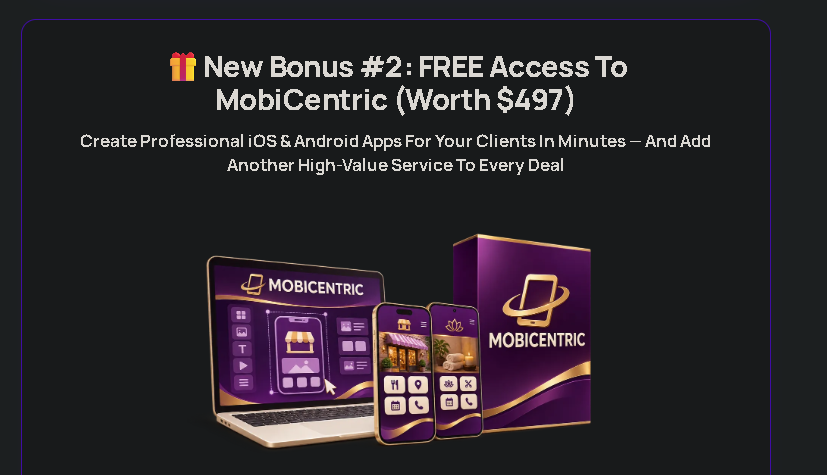 🎁 New Bonus #2: FREE Access To
MobiCentric (Worth $497)
Create Professional iOS & Android Apps For Your Clients In Minutes — And Add
Another High-Value Service To Every Deal
MOBICENTRIC
T
MOBICENTRIC